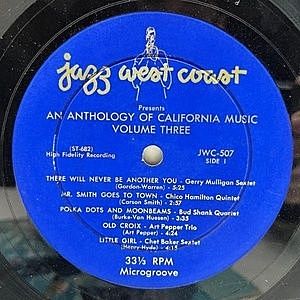 jazz west coast
Presents
AN ANTHOLOGY OF CALIFORNIA MUSIC
VOLUME THREE
(ST-682)
High Fidelity Recording
JWC-507
SIDE 1
THERE WILL NEVER BE ANOTHER YOU - Gerry Mulligan Sextet
(Gordon-Warren) - 5:25
MR. SMITH GOES TO TOWN - Chico Hamilton Quintet
(Carson Smith) - 6:57
POLKA DOTS AND MOONBEAMS - Bud Shank Quartet
(Burke-Van Heusen) - 3:35
OLD CROIX - Art Pepper Trio
(Art Pepper) - 4:24
LITTLE GIRL - Chet Baker Sextet
(Henry-Hyde) - 4:15
33⅓ RPM
Microgroove